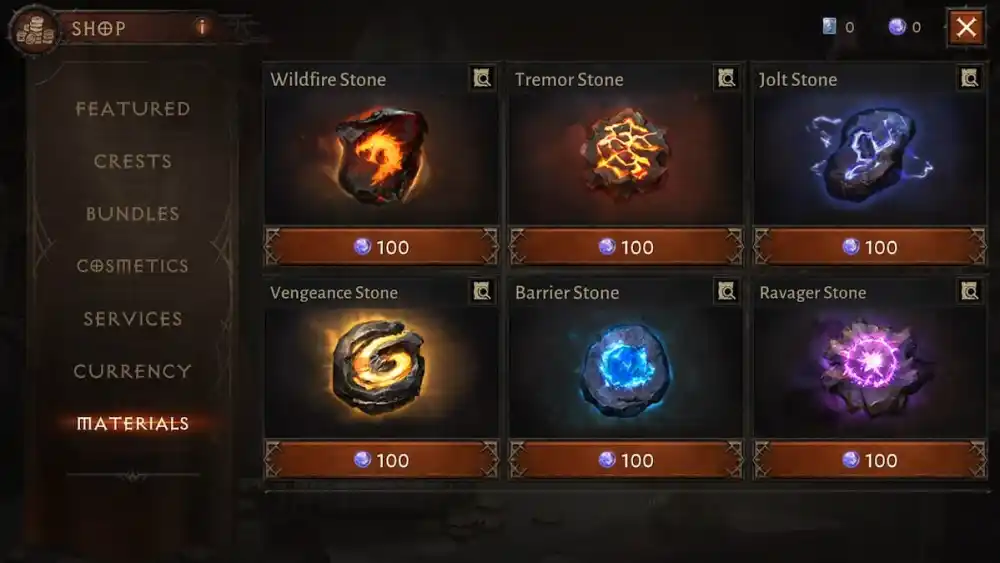 SHOP
i
0
0
FEATURED
CRESTS
BUNDLES
COSMETICS
SERVICES
CURRENCY
MATERIALS
Wildfire Stone
100
Tremor Stone
100
Jolt Stone
100
Vengeance Stone
100
Barrier Stone
100
Ravager Stone
100